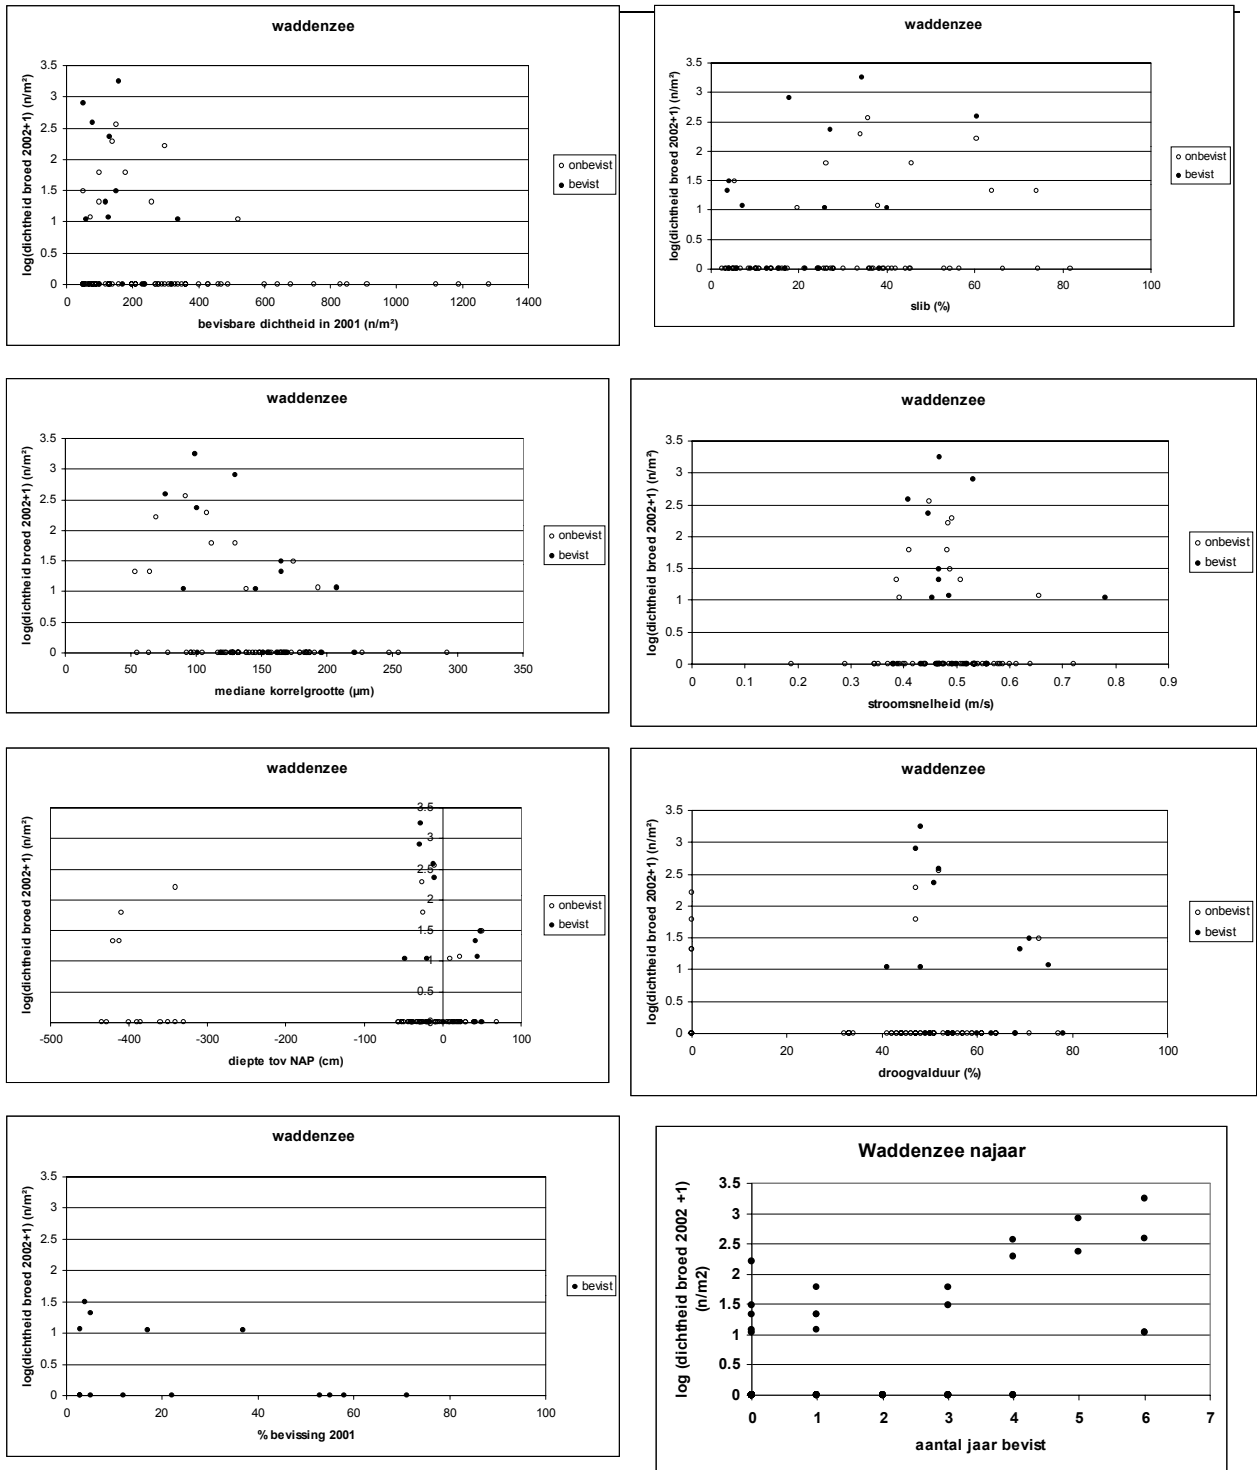 waddenzee
log(dichtheid broed 2002+1) (n/m²)
3.5
3
2.5
2
1.5
1
0.5
0
0 200 400 600 800 1000 1200 1400
bevisbare dichtheid in 2001 (n/m²)
onbevist
bevist
waddenzee
log(dichtheid broed 2002+1) (n/m²)
3.5
3
2.5
2
1.5
1
0.5
0
0 20 40 60 80 100
slib (%)
onbevist
bevist
waddenzee
log(dichtheid broed 2002+1) (n/m²)
3.5
3
2.5
2
1.5
1
0.5
0
0 50 100 150 200 250 300 350
mediane korrelgrootte (µm)
onbevist
bevist
waddenzee
log(dichtheid broed 2002+1) (n/m²)
3.5
3
2.5
2
1.5
1
0.5
0
0 0.1 0.2 0.3 0.4 0.5 0.6 0.7 0.8 0.9
stroomsnelheid (m/s)
onbevist
bevist
waddenzee
log(dichtheid broed 2002+1) (n/m²)
3.5
3
2.5
2
1.5
1
0.5
0
-500 -400 -300 -200 -100 0 100
diepte tov NAP (cm)
onbevist
bevist
waddenzee
log(dichtheid broed 2002+1) (n/m²)
3.5
3
2.5
2
1.5
1
0.5
0
0 20 40 60 80 100
droogvalduur (%)
onbevist
bevist
waddenzee
log(dichtheid broed 2002+1) (n/m²)
3.5
3
2.5
2
1.5
1
0.5
0
0 20 40 60 80 100
% bevissing 2001
bevist
Waddenzee najaar
log (dichtheid broed 2002 +1)
(n/m2)
3.5
3
2.5
2
1.5
1
0.5
0
0 1 2 3 4 5 6 7
aantal jaar bevist